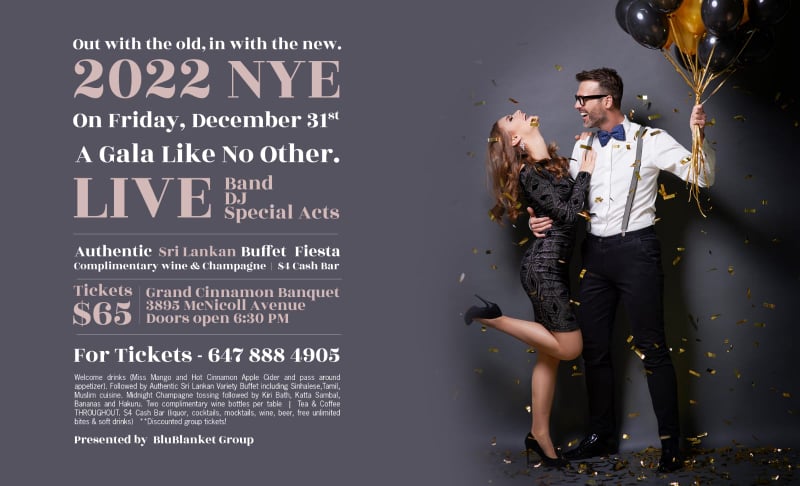 Out with the old, in with the new.
2022 NYE
On Friday, December 31st
A Gala Like No Other.
LIVE
Band
DJ
Special Acts
Authentic Sri Lankan Buffet Fiesta
Complimentary wine & Champagne | $4 Cash Bar
Tickets
$65
Grand Cinnamon Banquet
3895 McNicoll Avenue
Doors open 6:30 PM
For Tickets - 647 888 4905
Welcome drinks (Miss Mango and Hot Cinnamon Apple Cider and pass around
appetizer). Followed by Authentic Sri Lankan Variety Buffet including Sinhalese,Tamil,
Muslim cuisine. Midnight Champagne tossing followed by Kiri Bath, Katta Sambal,
Bananas and Hakuru. Two complimentary wine bottles per table | Tea & Coffee
THROUGHOUT. $4 Cash Bar (liquor, cocktails, mocktails, wine, beer, free unlimited
bites & soft drinks) **Discounted group tickets!
Presented by BluBlanket Group